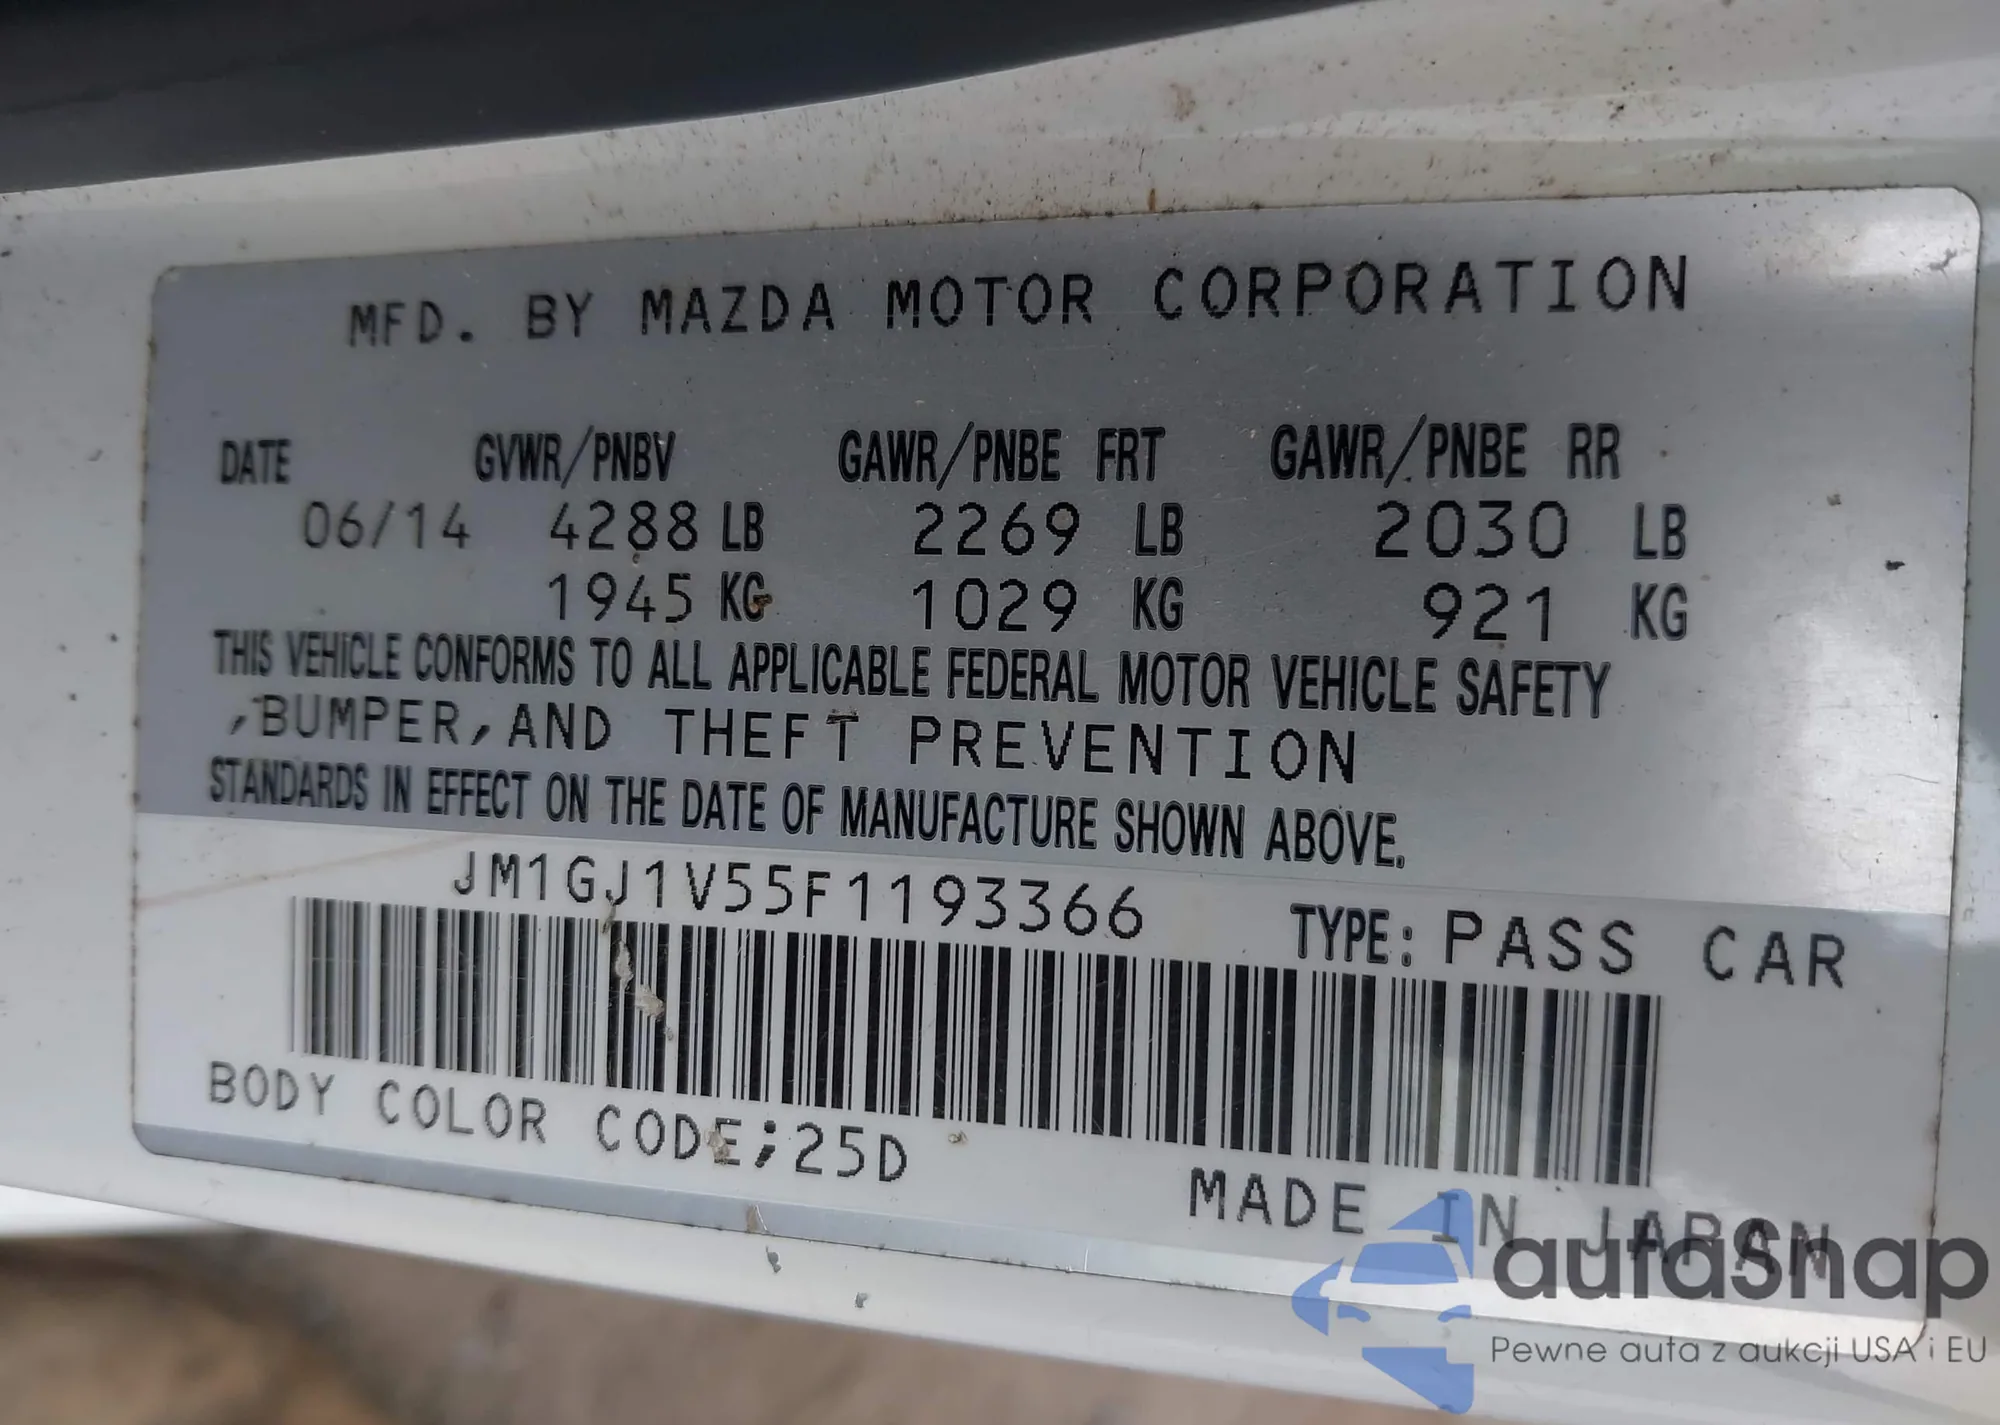 MFD. BY MAZDA MOTOR CORPORATION
DATE GVWR/PNBV GAWR/PNBE FRT GAWR/PNBE RR
06/14 4288 LB 2269 LB 2030 LB
1945 KG 1029 KG 921 KG
THIS VEHICLE CONFORMS TO ALL APPLICABLE FEDERAL MOTOR VEHICLE SAFETY
,BUMPER,AND THEFT PREVENTION
STANDARDS IN EFFECT ON THE DATE OF MANUFACTURE SHOWN ABOVE.
JM1GJ1V55F1193366 TYPE: PASS CAR
BODY COLOR CODE;25D
MADE IN JAPAN
autasnap
Pewne auta z aukcji USA i EU